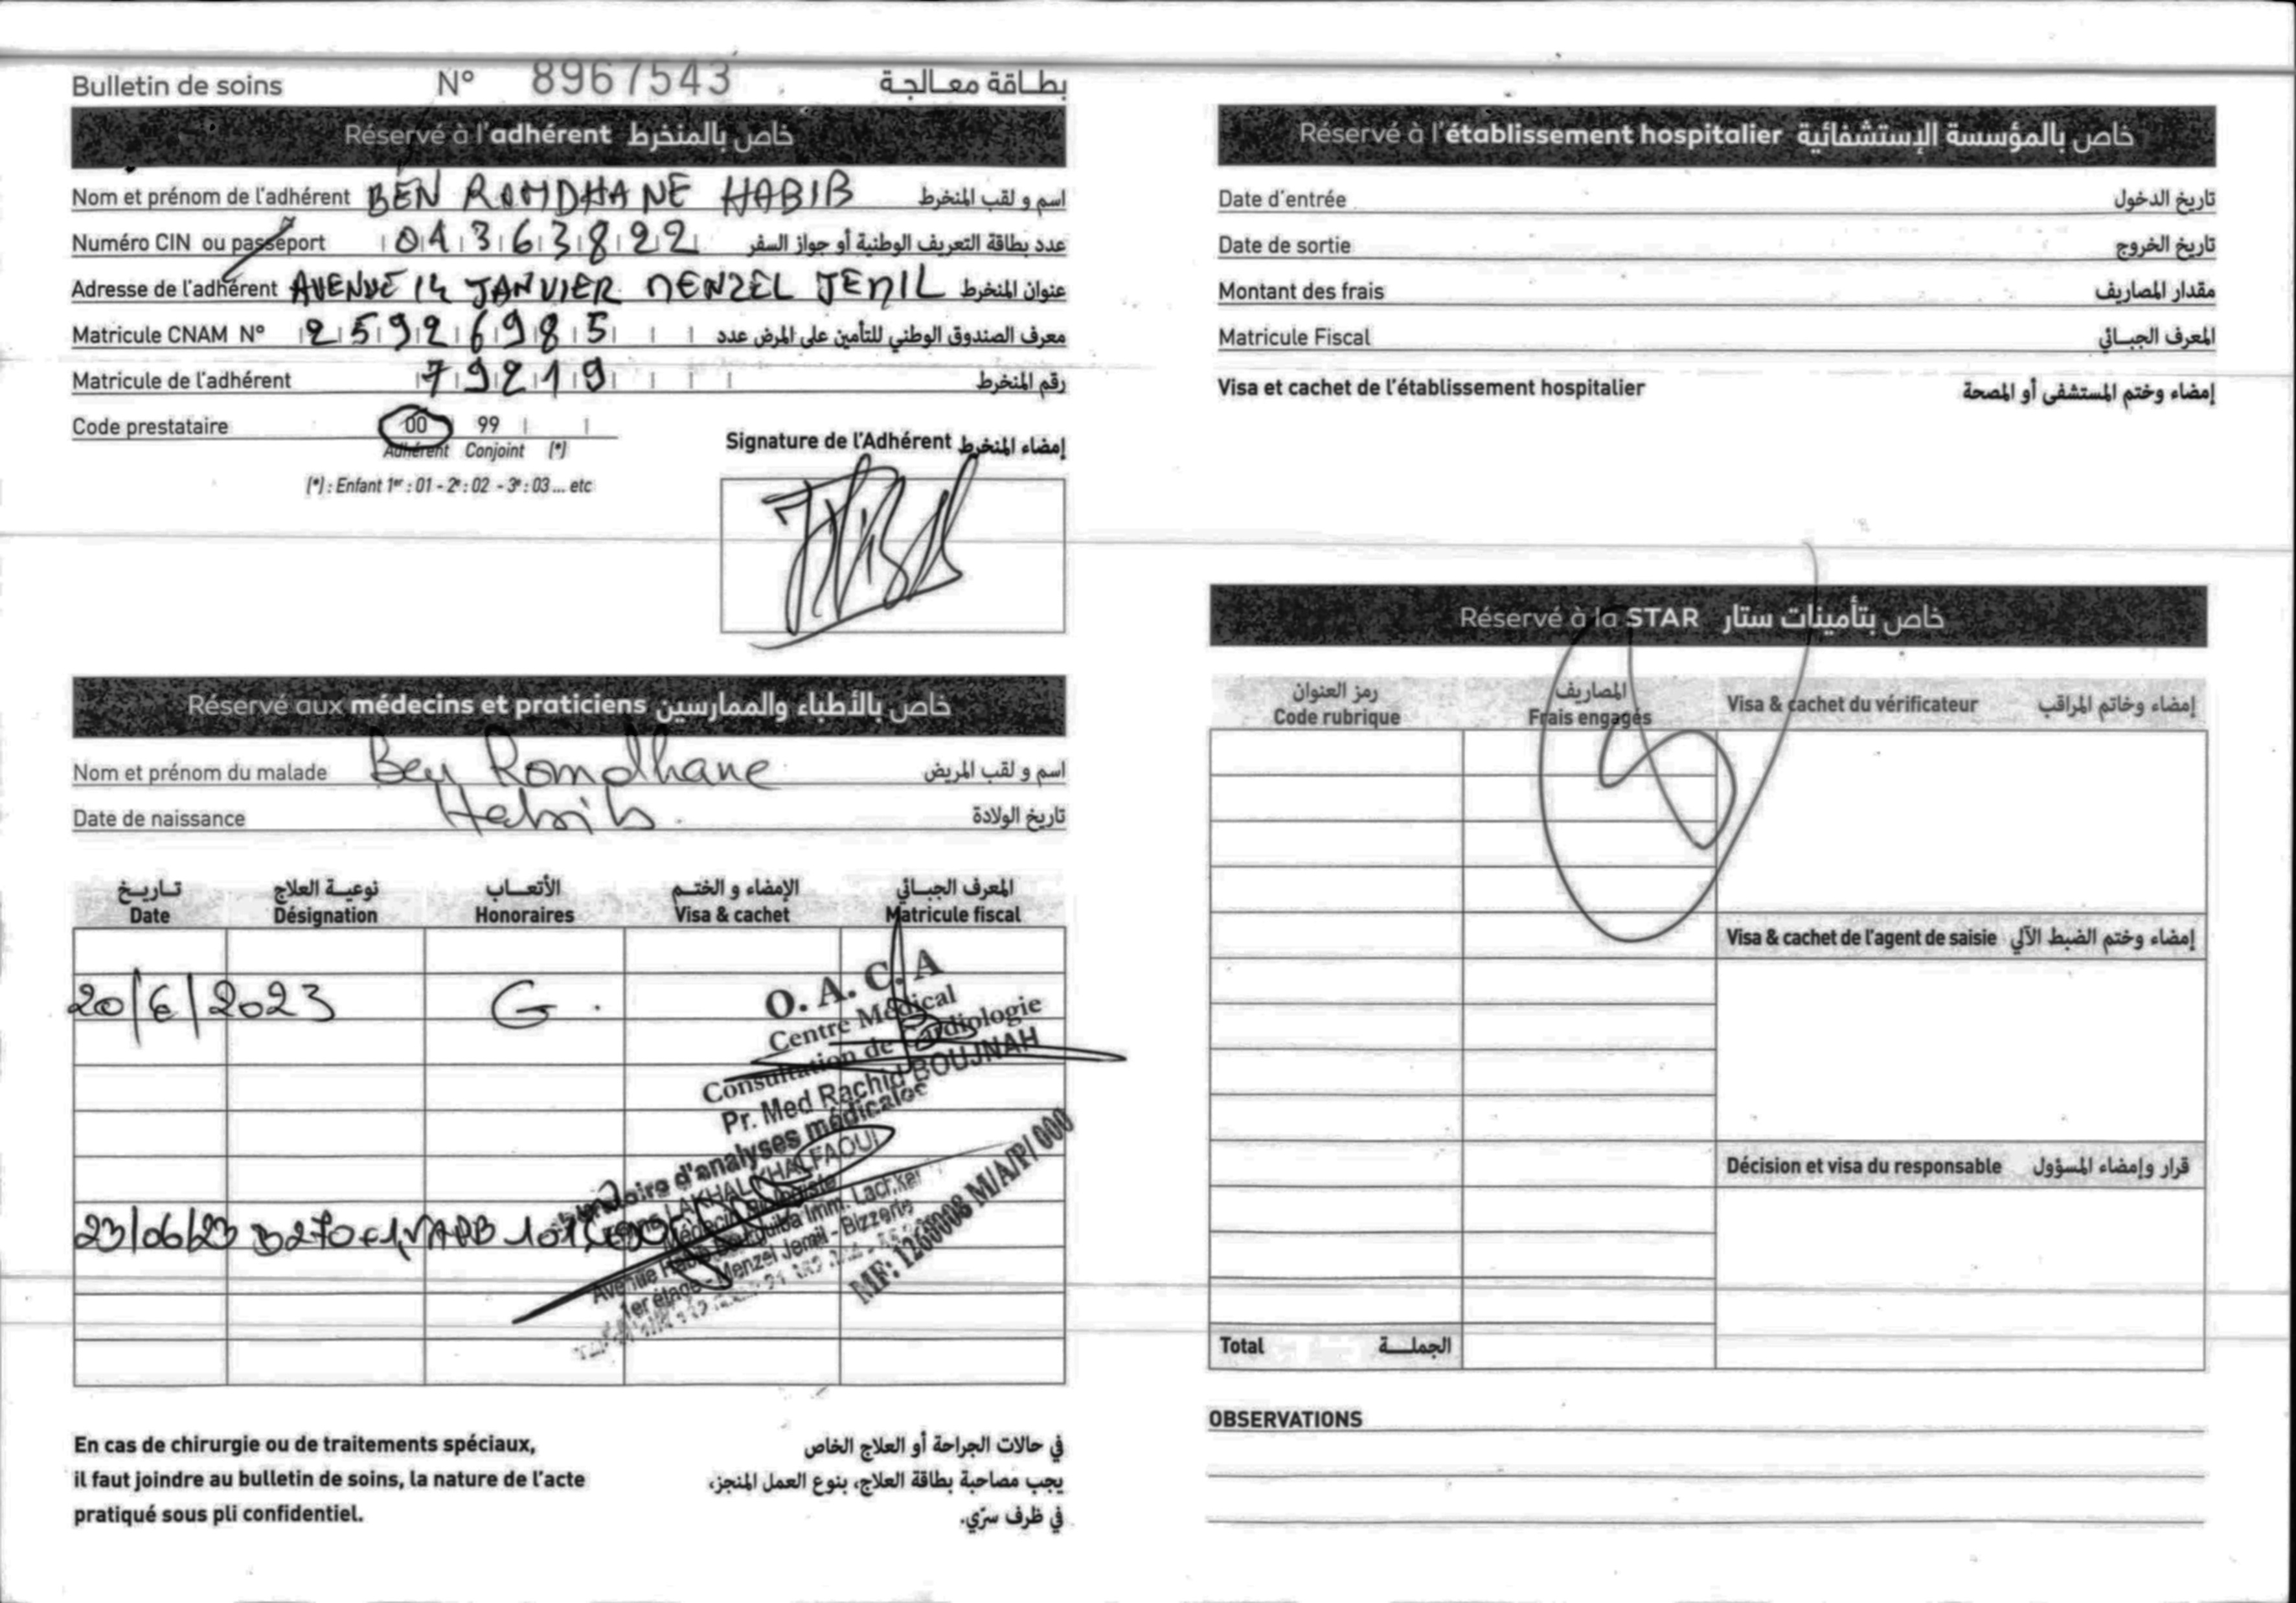 Bulletin de soins N° 8967543 بطاقة معالجة
Réservé à l'adhérent خاص بالمنخرط
Nom et prénom de l'adhérent BEN ROMDHANE HABIB اسم و لقب المنخرط
Numéro CIN ou passeport 04363822 عدد بطاقة التعريف الوطنية أو جواز السفر
Adresse de l'adhérent AVENUE 14 JANVIER MENZEL JEMIL عنوان المنخرط
Matricule CNAM N° 259269885 معرف الصندوق الوطني للتأمين على المرض عدد
Matricule de l'adhérent 79219 رقم المنخرط
Code prestataire 00 99
Adhérent Conjoint (*)
(*) : Enfant 1er : 01 - 2e : 02 - 3e : 03 ... etc
Signature de l'Adhérent إمضاء المنخرط
Réservé aux médecins et praticiens خاص بالأطباء والممارسين
Nom et prénom du malade Ben Romdhane اسم و لقب المريض
Date de naissance Habib تاريخ الولادة
تاريخ نوعية العلاج الأتعاب الإمضاء و الختم المعرف الجبائي
Date Désignation Honoraires Visa & cachet Matricule fiscal
20/6/2023 G.
O. A. C. A
Centre Médical
Consultation de Cardiologie
Pr. Med Rachid BOUJNAH
d'analyses médicales
LAKHAL KHALFAOUI
Médecin Biologiste
Avenue Habib Bourguiba Imm.
1er étage - Menzel Jemil - Bizerte
MF: 1263008 M/A/P/ 000
23/06/23 B270
En cas de chirurgie ou de traitements spéciaux,
il faut joindre au bulletin de soins, la nature de l'acte
pratiqué sous pli confidentiel.
في حالات الجراحة أو العلاج الخاص
يجب مصاحبة بطاقة العلاج، بنوع العمل المنجز،
في ظرف سرّي.
Réservé à l'établissement hospitalier خاص بالمؤسسة الإستشفائية
Date d'entrée تاريخ الدخول
Date de sortie تاريخ الخروج
Montant des frais مقدار المصاريف
Matricule Fiscal المعرف الجبائي
Visa et cachet de l'établissement hospitalier إمضاء وختم المستشفى أو المصحة
Réservé à la STAR خاص بتأمينات ستار
رمز العنوان المصاريف
Code rubrique Frais engagés Visa & cachet du vérificateur إمضاء وخاتم المراقب
Visa & cachet de l'agent de saisie إمضاء وختم الضبط الآلي
Décision et visa du responsable قرار وإمضاء المسؤول
Total الجملة
OBSERVATIONS